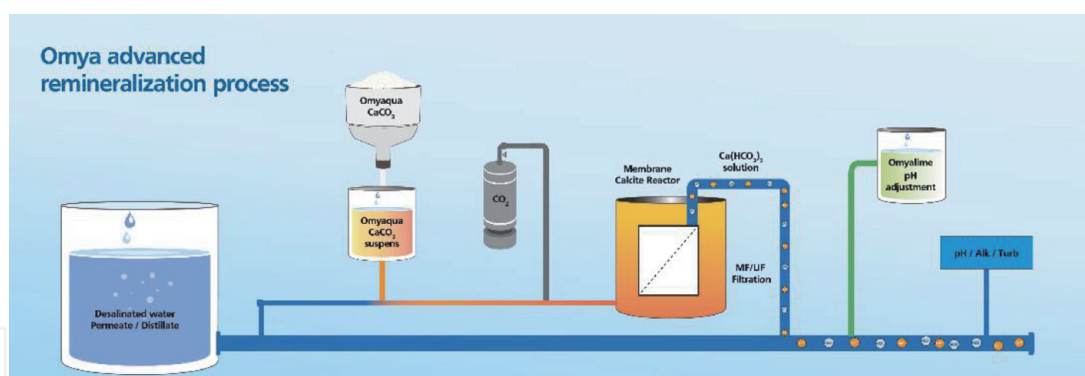 Omya advanced
remineralization process
Omyaqua
CaCO₃
Omyaqua
CaCO₃
suspens
CO₂
Membrane
Calcite Reactor
Ca(HCO₃)₂
solution
MF/UF
Filtration
Omyalime
pH
adjustment
pH / Alk / Turb
Desalinated water
Permeate / Distillate